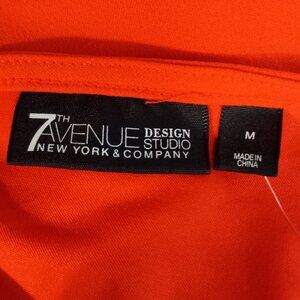 7TH AVENUE DESIGN STUDIO
NEW YORK & COMPANY
M
MADE IN
CHINA